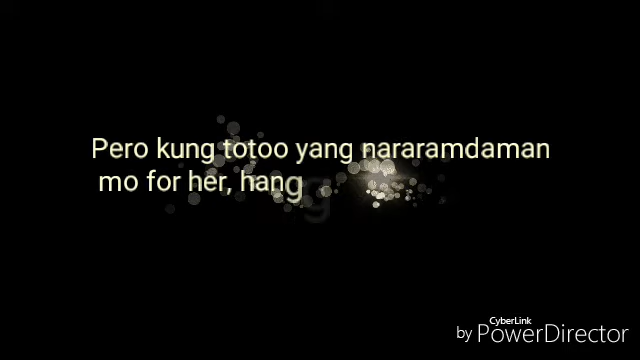 Pero kung totoo yang nararamdaman
mo for her, hang
CyberLink
by PowerDirector